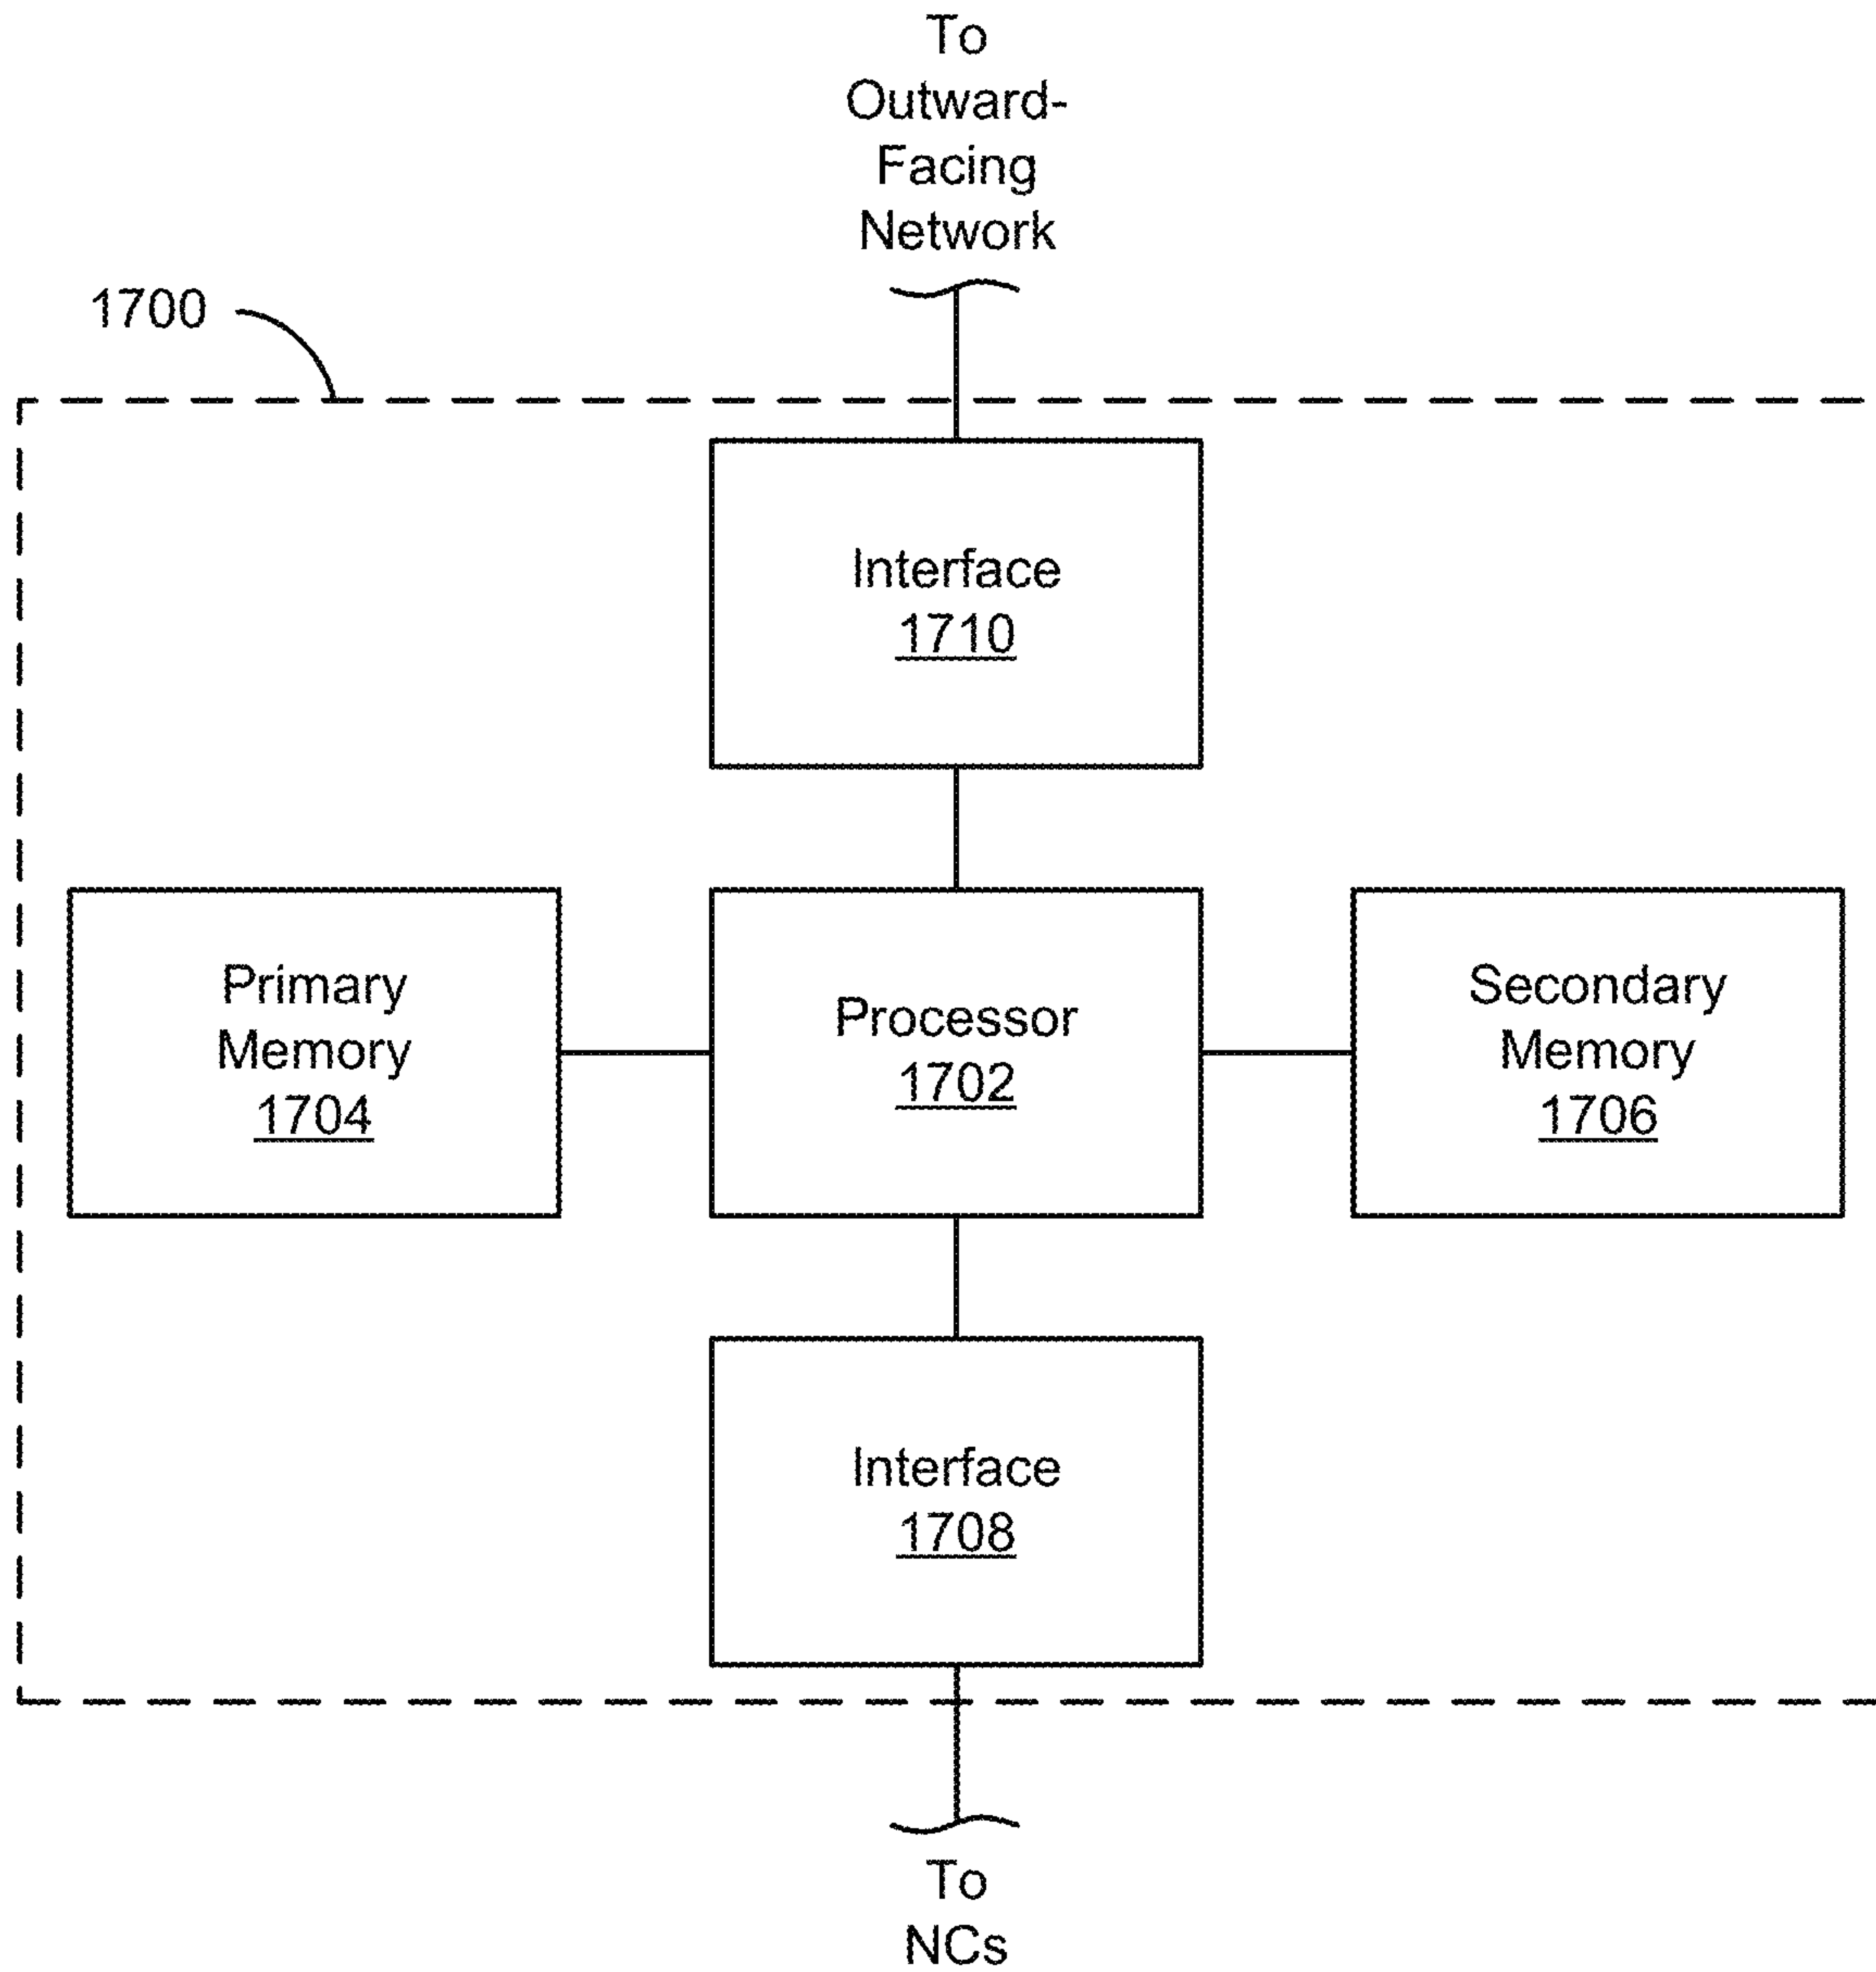 To
Outward-
Facing
Network
1700
Interface
1710
Primary
Memory
1704
Processor
1702
Secondary
Memory
1706
Interface
1708
To
NCs